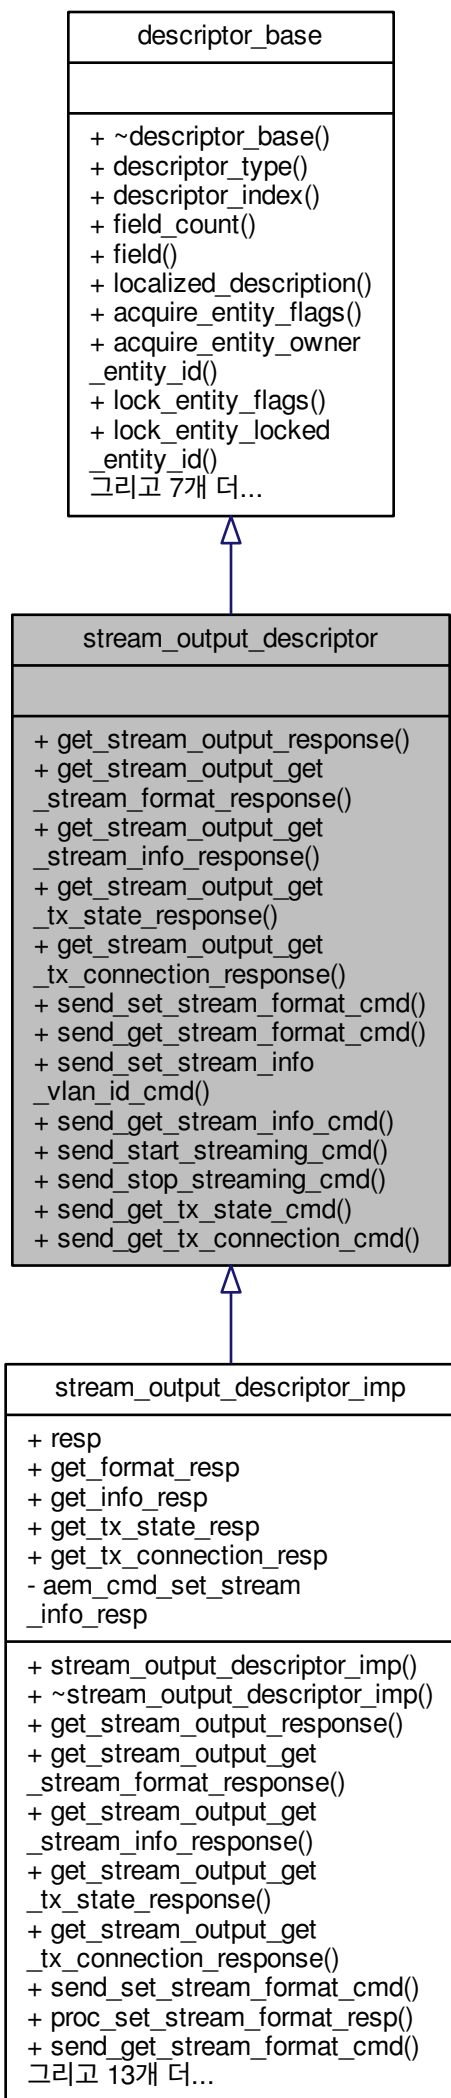 descriptor_base
+ ~descriptor_base()
+ descriptor_type()
+ descriptor_index()
+ field_count()
+ field()
+ localized_description()
+ acquire_entity_flags()
+ acquire_entity_owner
_entity_id()
+ lock_entity_flags()
+ lock_entity_locked
_entity_id()
그리고 7개 더...
stream_output_descriptor
+ get_stream_output_response()
+ get_stream_output_get
_stream_format_response()
+ get_stream_output_get
_stream_info_response()
+ get_stream_output_get
_tx_state_response()
+ get_stream_output_get
_tx_connection_response()
+ send_set_stream_format_cmd()
+ send_get_stream_format_cmd()
+ send_set_stream_info
_vlan_id_cmd()
+ send_get_stream_info_cmd()
+ send_start_streaming_cmd()
+ send_stop_streaming_cmd()
+ send_get_tx_state_cmd()
+ send_get_tx_connection_cmd()
stream_output_descriptor_imp
+ resp
+ get_format_resp
+ get_info_resp
+ get_tx_state_resp
+ get_tx_connection_resp
- aem_cmd_set_stream
_info_resp
+ stream_output_descriptor_imp()
+ ~stream_output_descriptor_imp()
+ get_stream_output_response()
+ get_stream_output_get
_stream_format_response()
+ get_stream_output_get
_stream_info_response()
+ get_stream_output_get
_tx_state_response()
+ get_stream_output_get
_tx_connection_response()
+ send_set_stream_format_cmd()
+ proc_set_stream_format_resp()
+ send_get_stream_format_cmd()
그리고 13개 더...